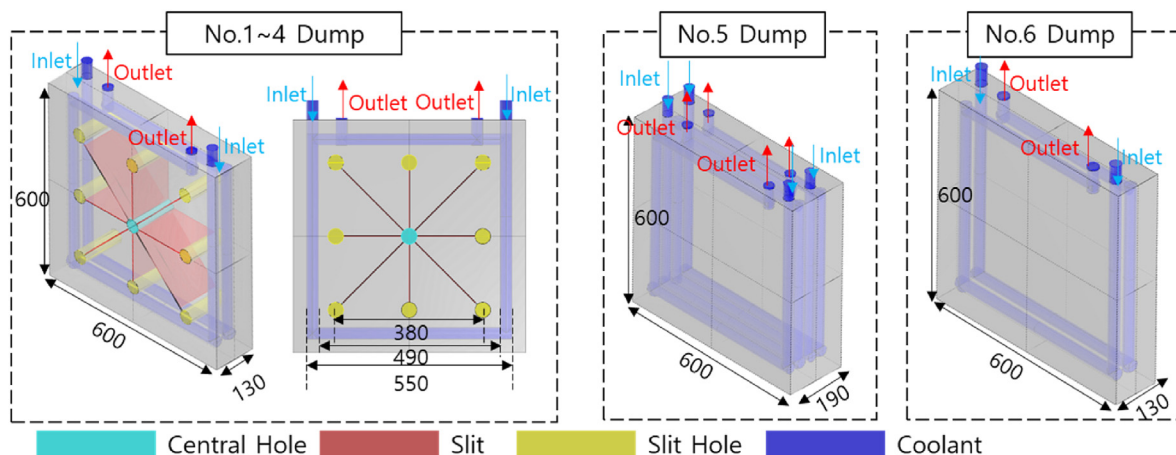 No.1~4 Dump
Inlet
Outlet
Outlet
Inlet
600
600
130
Inlet
Outlet Outlet
Inlet
380
490
550
No.5 Dump
Inlet
Outlet
Outlet
Inlet
600
600
190
No.6 Dump
Inlet
Outlet
Outlet
Inlet
600
600
130
Central Hole
Slit
Slit Hole
Coolant